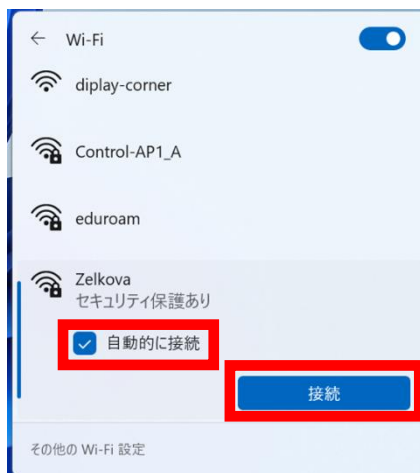 Wi-Fi
diplay-corner
Control-AP1_A
eduroam
Zelkova
セキュリティ保護あり
自動的に接続
接続
その他の Wi-Fi 設定